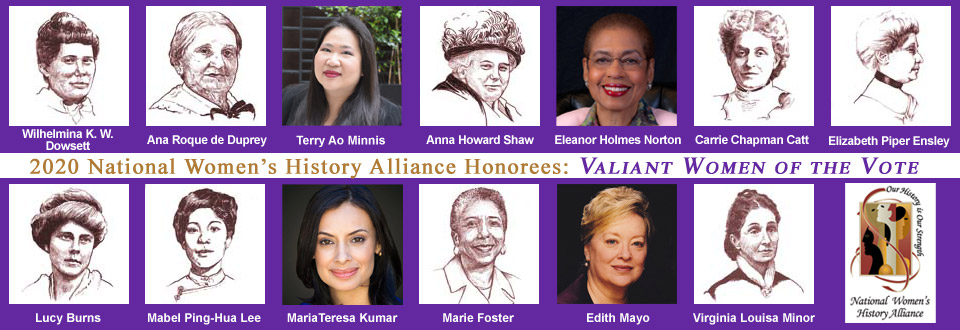 Wilhelmina K. W.
Dowsett
Ana Roque de Duprey
Terry Ao Minnis
Anna Howard Shaw
Eleanor Holmes Norton
Carrie Chapman Catt
Elizabeth Piper Ensley
2020 National Women's History Alliance Honorees: VALIANT WOMEN OF THE VOTE
Lucy Burns
Mabel Ping-Hua Lee
MariaTeresa Kumar
Marie Foster
Edith Mayo
Virginia Louisa Minor
Our History is Our Strength
National Women's
History Alliance